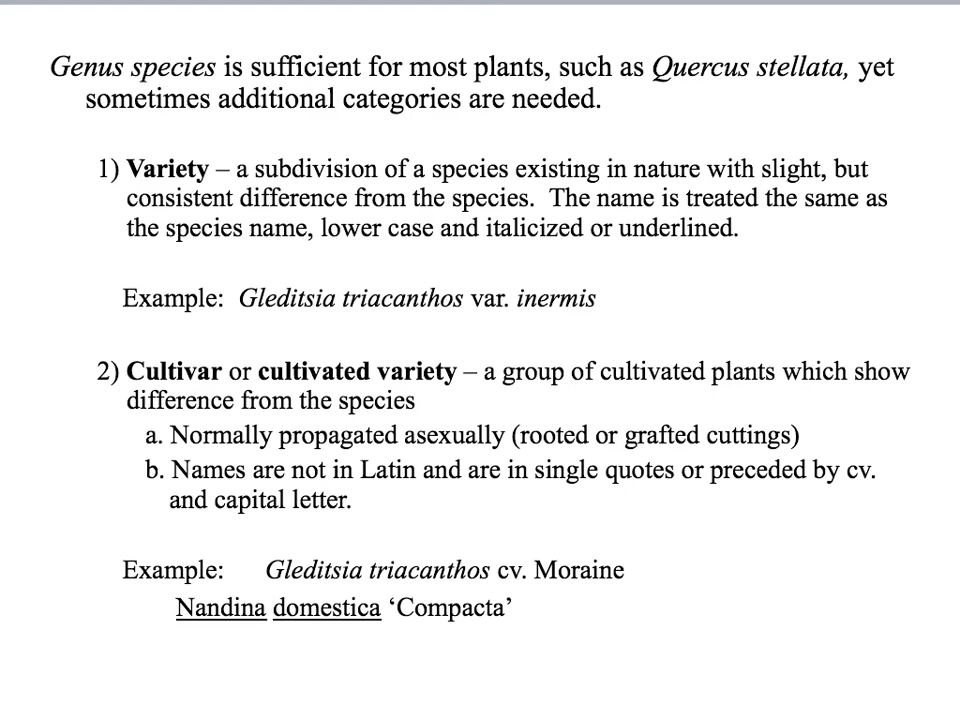 Genus species is sufficient for most plants, such as Quercus stellata, yet
sometimes additional categories are needed.
1) Variety – a subdivision of a species existing in nature with slight, but
consistent difference from the species. The name is treated the same as
the species name, lower case and italicized or underlined.
Example: Gleditsia triacanthos var. inermis
2) Cultivar or cultivated variety – a group of cultivated plants which show
difference from the species
a. Normally propagated asexually (rooted or grafted cuttings)
b. Names are not in Latin and are in single quotes or preceded by cv.
and capital letter.
Example: Gleditsia triacanthos cv. Moraine
Nandina domestica ‘Compacta’